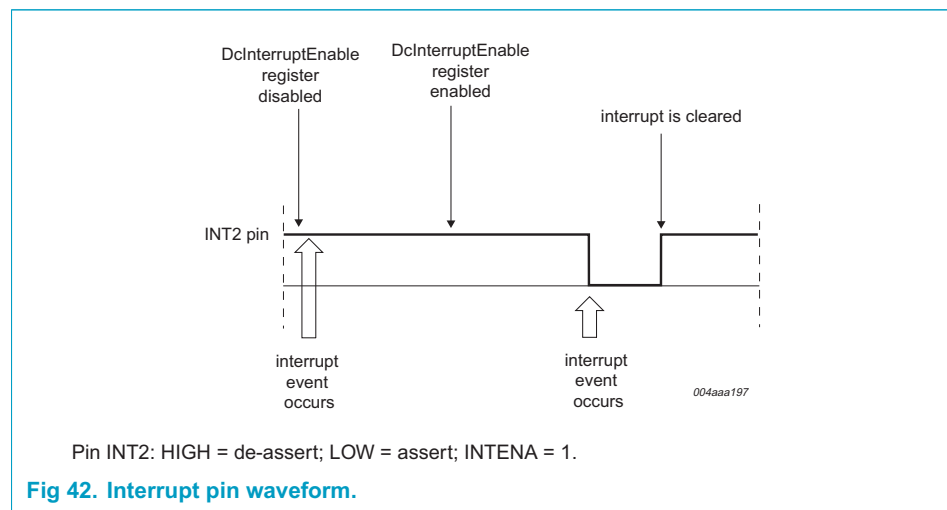 DcInterruptEnable
register
disabled
DcInterruptEnable
register
enabled
interrupt is cleared
INT2 pin
interrupt
event
occurs
interrupt
event
occurs
004aaa197
Pin INT2: HIGH = de-assert; LOW = assert; INTENA = 1.
Fig 42. Interrupt pin waveform.